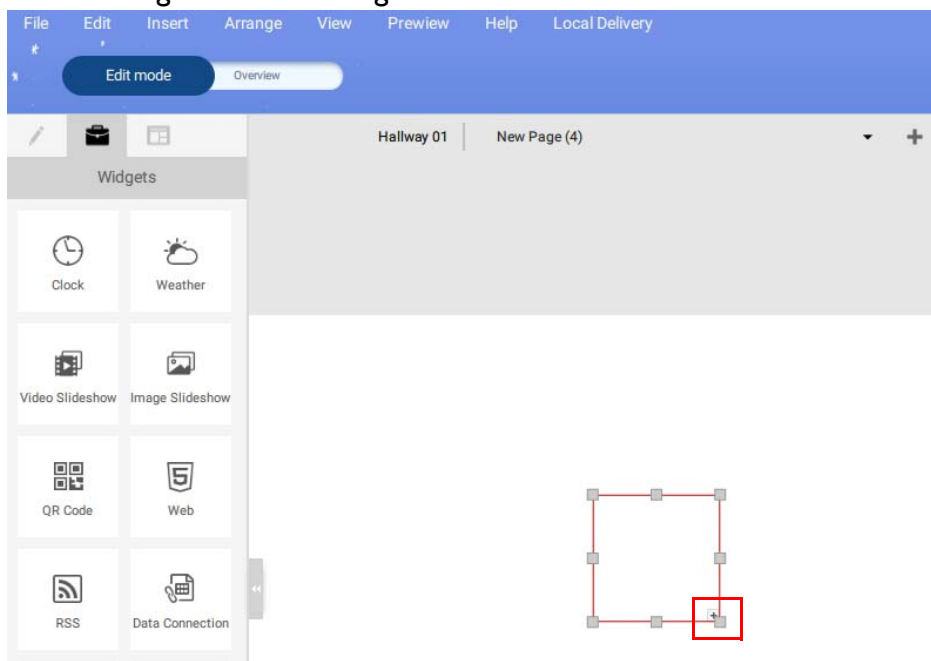 File Edit Insert Arrange View Prewiew Help Local Delivery
Edit mode Overview
Hallway 01 New Page (4)
Widgets
Clock Weather
Video Slideshow Image Slideshow
QR Code Web
RSS Data Connection